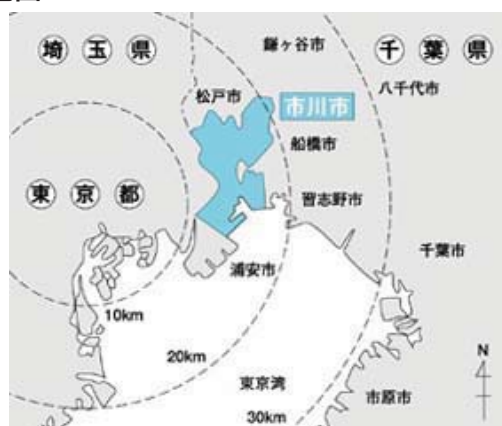 埼玉県
鎌ヶ谷市
千葉県
松戸市
市川市
八千代市
船橋市
東京都
習志野市
千葉市
浦安市
10km
20km
東京湾
市原市
30km
N